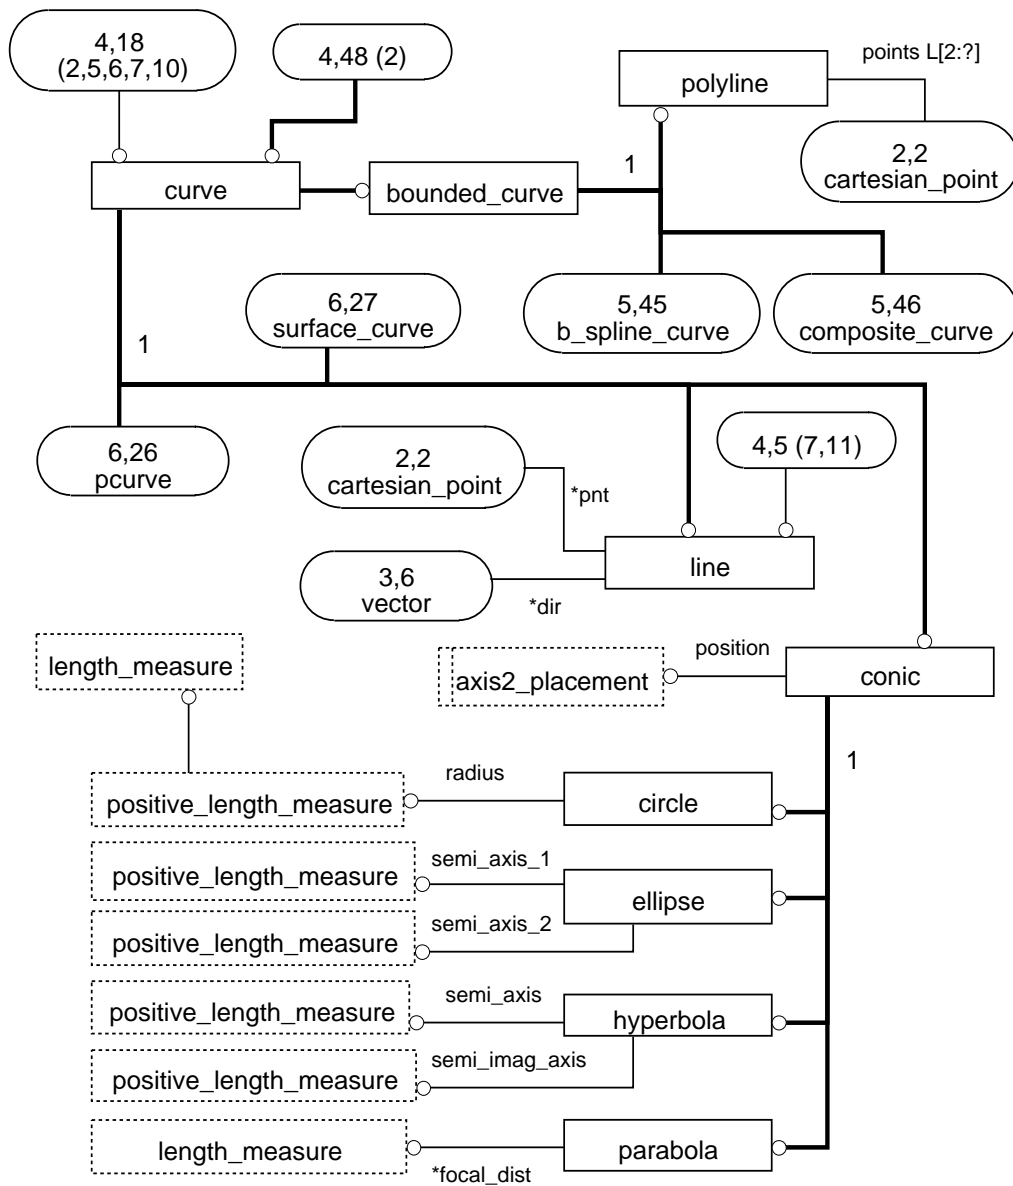 4,18
(2,5,6,7,10)
4,48 (2)
points L[2:?]
polyline
1
2,2
cartesian_point
curve
bounded_curve
6,27
surface_curve
5,45
b_spline_curve
5,46
composite_curve
1
6,26
pcurve
2,2
cartesian_point
4,5 (7,11)
*pnt
line
3,6
vector
*dir
length_measure
position
axis2_placement
conic
1
radius
positive_length_measure
circle
semi_axis_1
positive_length_measure
ellipse
semi_axis_2
positive_length_measure
semi_axis
positive_length_measure
hyperbola
semi_imag_axis
positive_length_measure
length_measure
parabola
*focal_dist